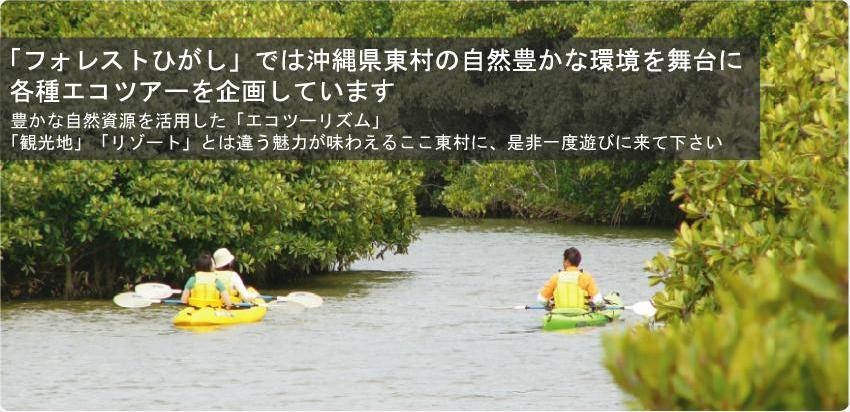 「フォレストひがし」では沖縄県東村の自然豊かな環境を舞台に
各種エコツアーを企画しています
豊かな自然資源を活用した「エコツーリズム」
「観光地」「リゾート」とは違う魅力が味わえるここ東村に、是非一度遊びに来て下さい